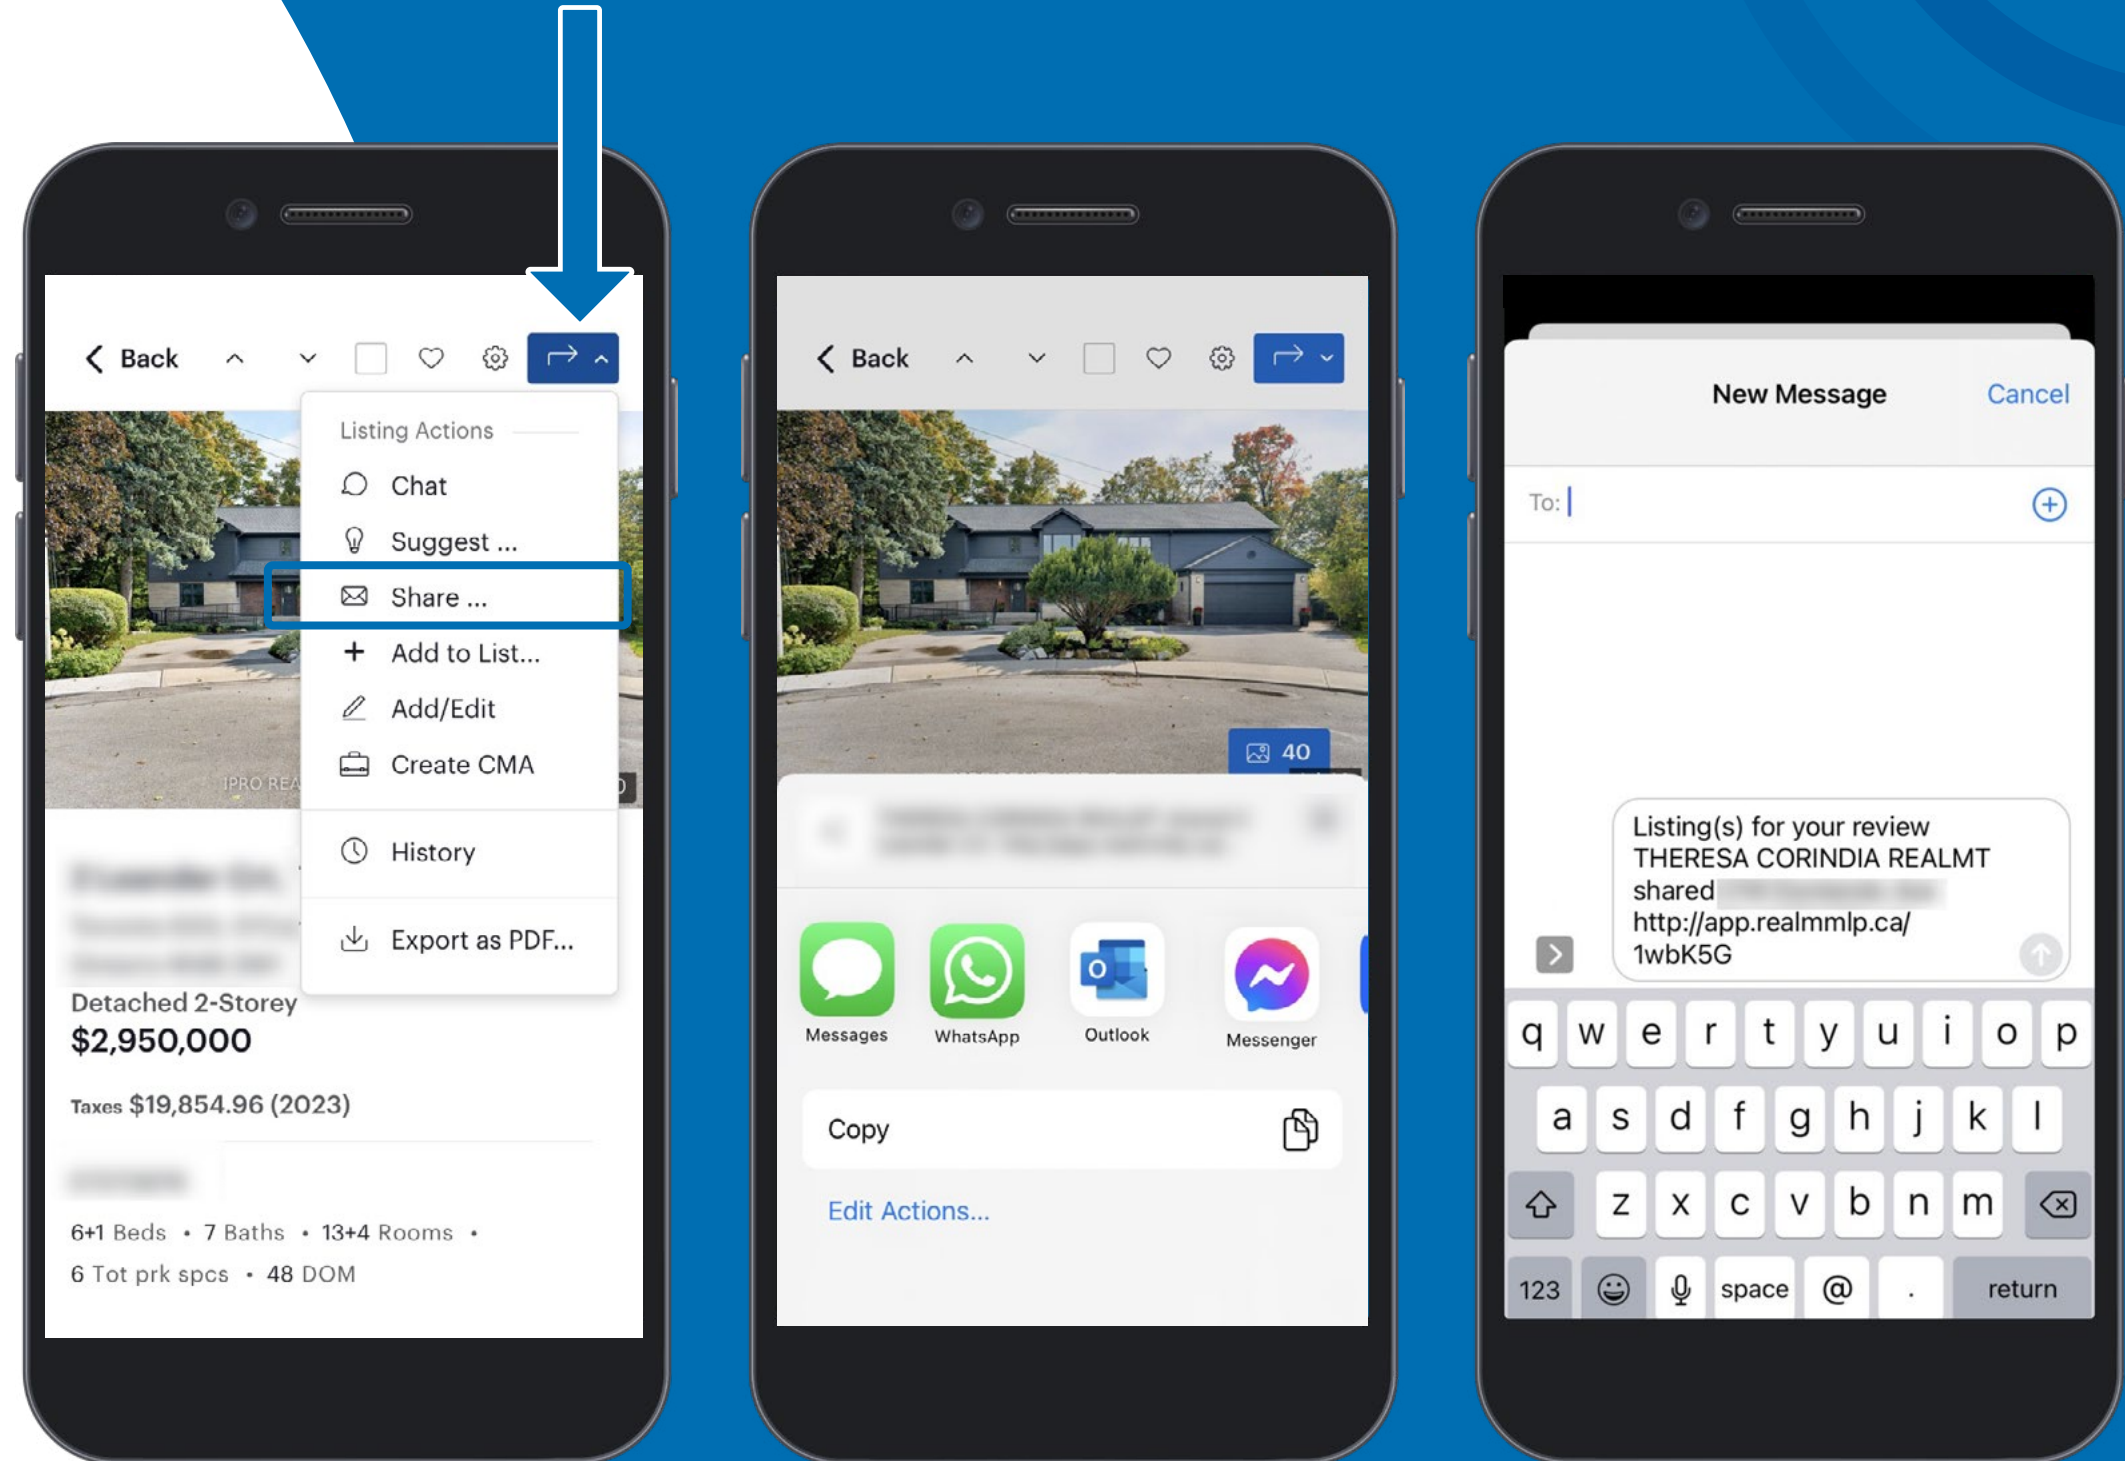 Back
Listing Actions
Chat
Suggest ...
Share ...
Add to List...
Add/Edit
Create CMA
History
Export as PDF...
IPRO REA
Detached 2-Storey
$2,950,000
Taxes $19,854.96 (2023)
6+1 Beds • 7 Baths • 13+4 Rooms •
6 Tot prk spcs • 48 DOM
Back
40
Messages
WhatsApp
Outlook
Messenger
Copy
Edit Actions...
New Message
Cancel
To:
Listing(s) for your review
THERESA CORINDIA REALMT
shared
http://app.realmmlp.ca/
1wbK5G
q w e r t y u i o p
a s d f g h j k l
z x c v b n m
123 space @ . return